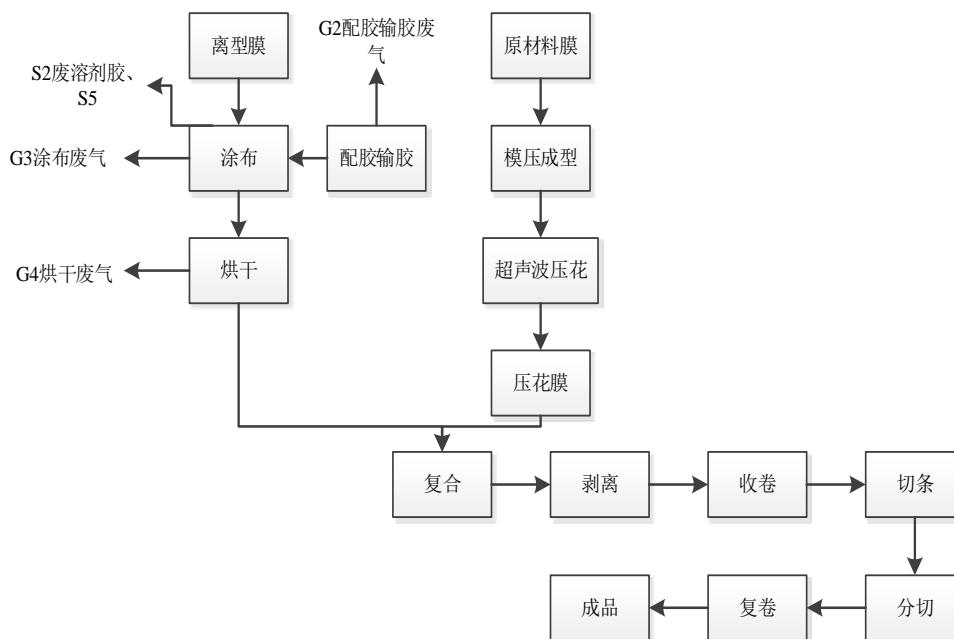 离型膜
G2配胶输胶废
气
原材料膜
S2废溶剂胶、
S5
G3涂布废气
涂布
配胶输胶
模压成型
G4烘干废气
烘干
超声波压花
压花膜
复合
剥离
收卷
切条
成品
复卷
分切